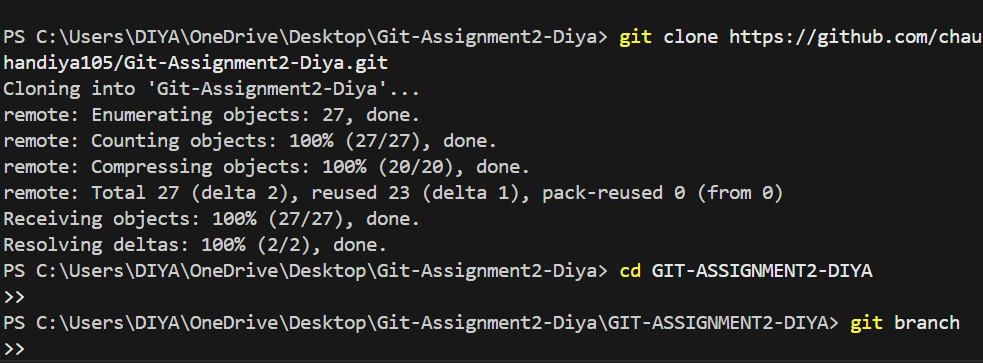 PS C:\Users\DIYA\OneDrive\Desktop\Git-Assignment2-Diya> git clone https://github.com/chau
handiya105/Git-Assignment2-Diya.git
Cloning into 'Git-Assignment2-Diya'...
remote: Enumerating objects: 27, done.
remote: Counting objects: 100% (27/27), done.
remote: Compressing objects: 100% (20/20), done.
remote: Total 27 (delta 2), reused 23 (delta 1), pack-reused 0 (from 0)
Receiving objects: 100% (27/27), done.
Resolving deltas: 100% (2/2), done.
PS C:\Users\DIYA\OneDrive\Desktop\Git-Assignment2-Diya> cd GIT-ASSIGNMENT2-DIYA
>>
PS C:\Users\DIYA\OneDrive\Desktop\Git-Assignment2-Diya\GIT-ASSIGNMENT2-DIYA> git branch
>>